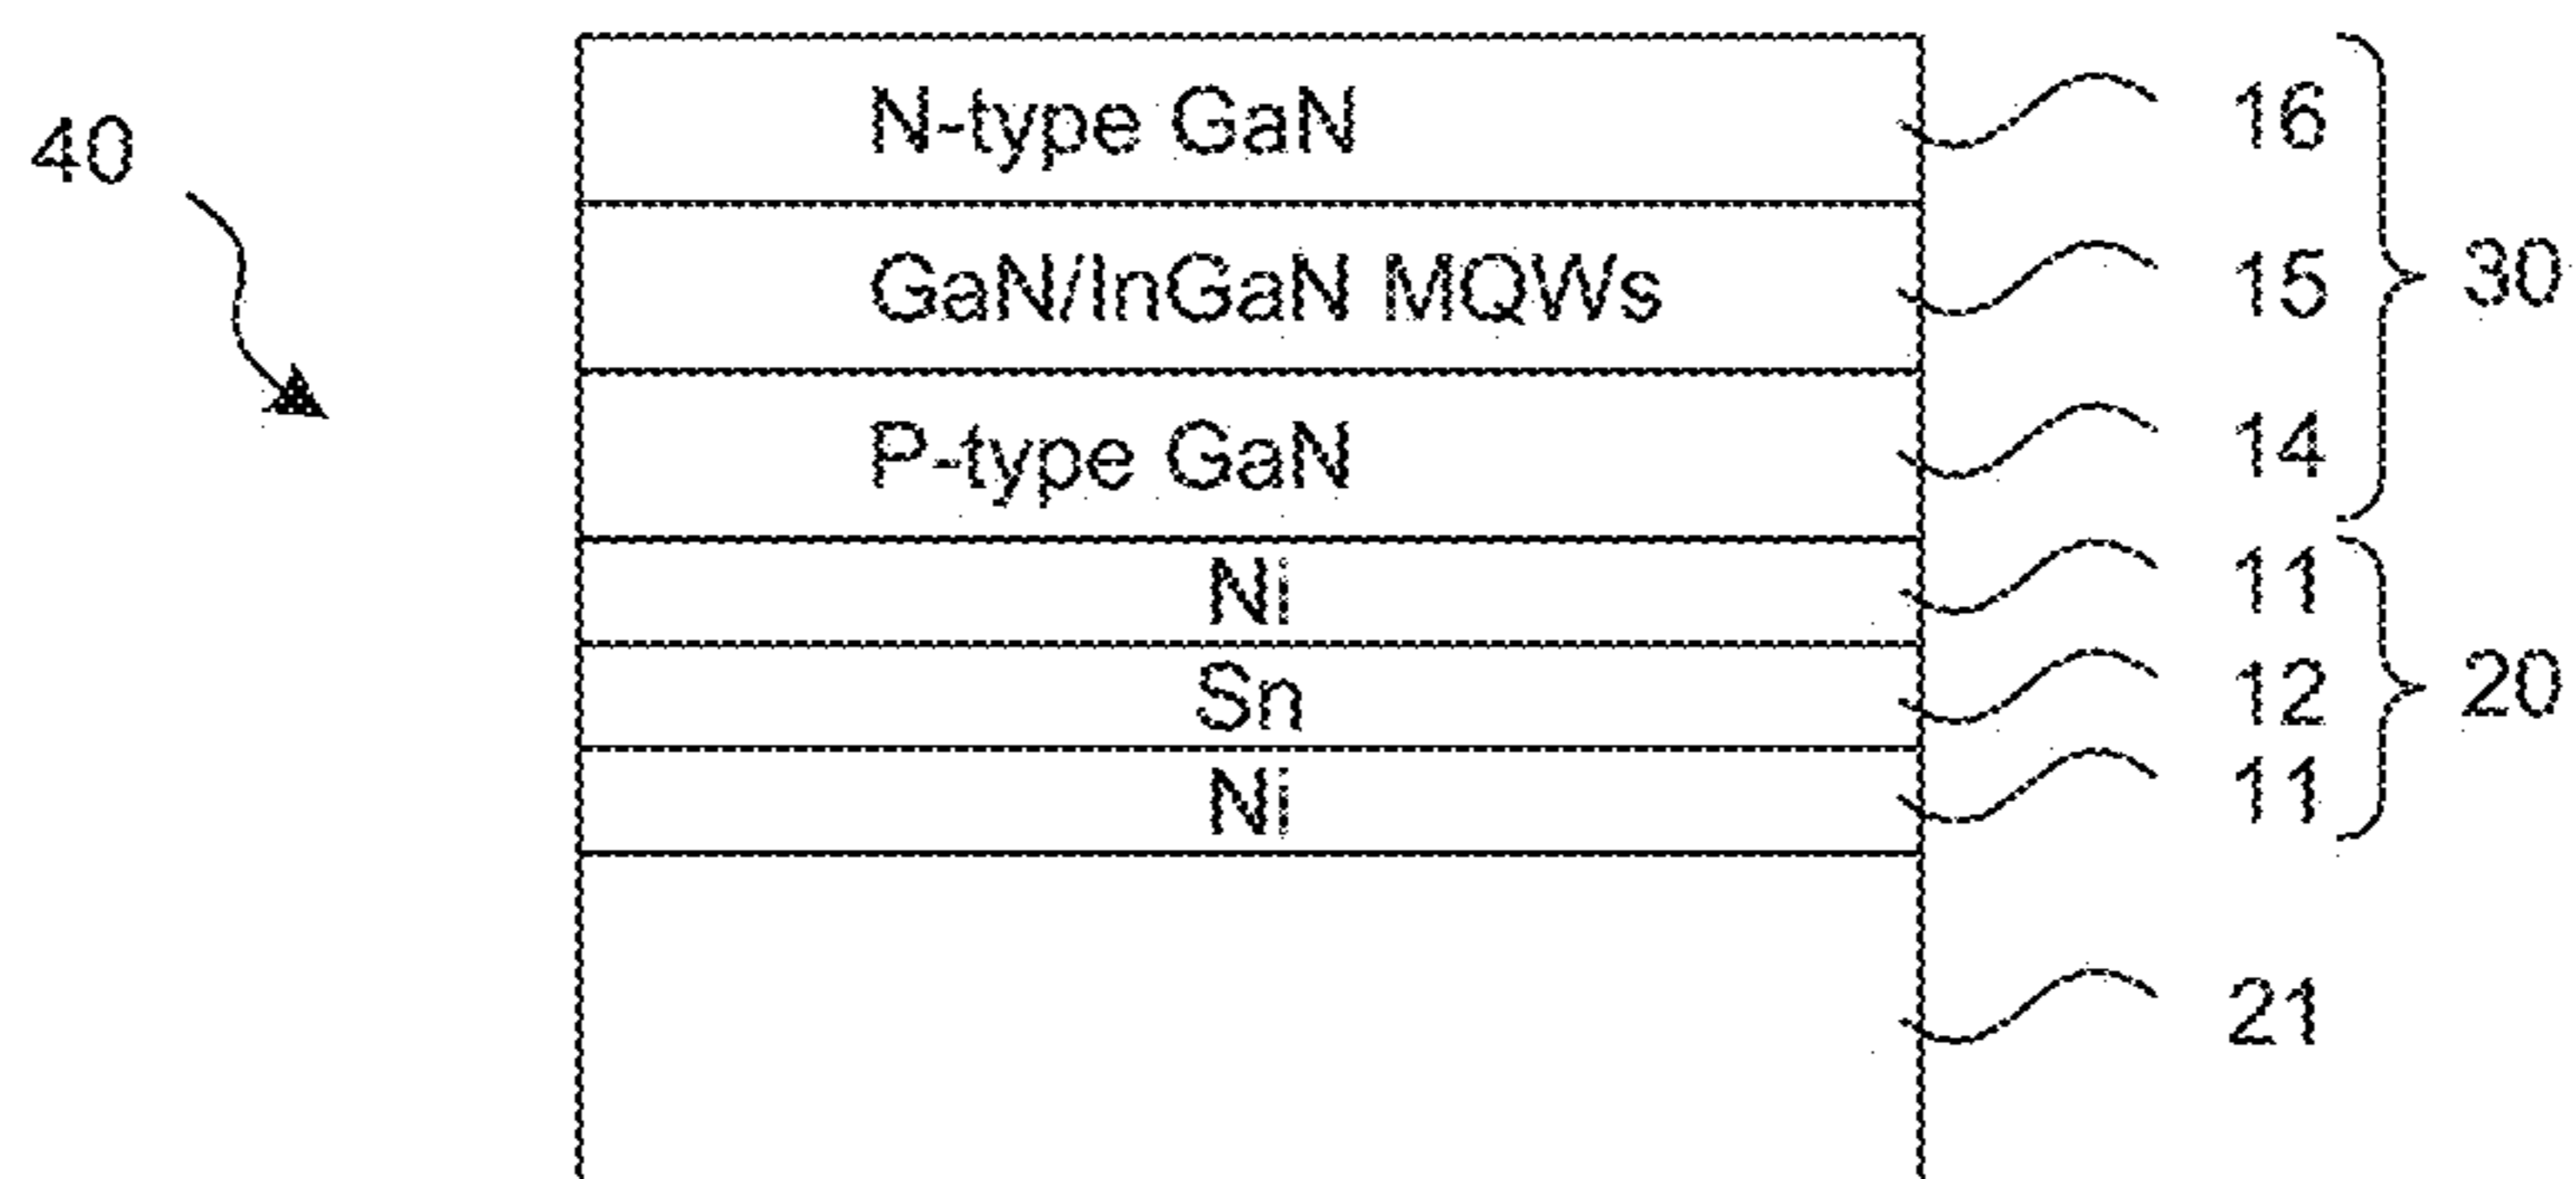 40
N-type GaN 16
GaN/InGaN MQWs 15
30
P-type GaN 14
Ni 11
Sn 12
20
Ni 11
21